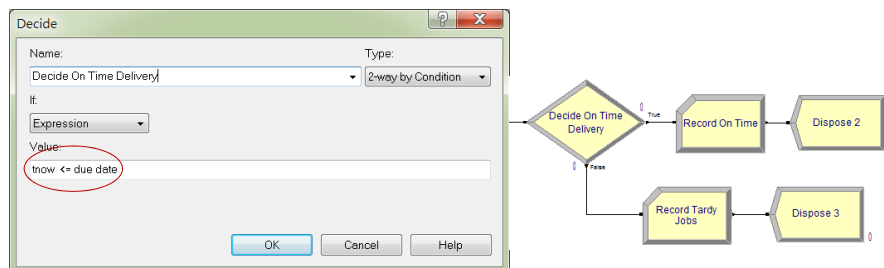 Decide
Name:
Type:
Decide On Time Delivery
2-way by Condition
If:
Expression
Value:
tnow <= due date
OK
Cancel
Help
Decide On Time
Delivery
0
True
0
False
Record On Time
Dispose 2
Record Tardy
Jobs
Dispose 3
0